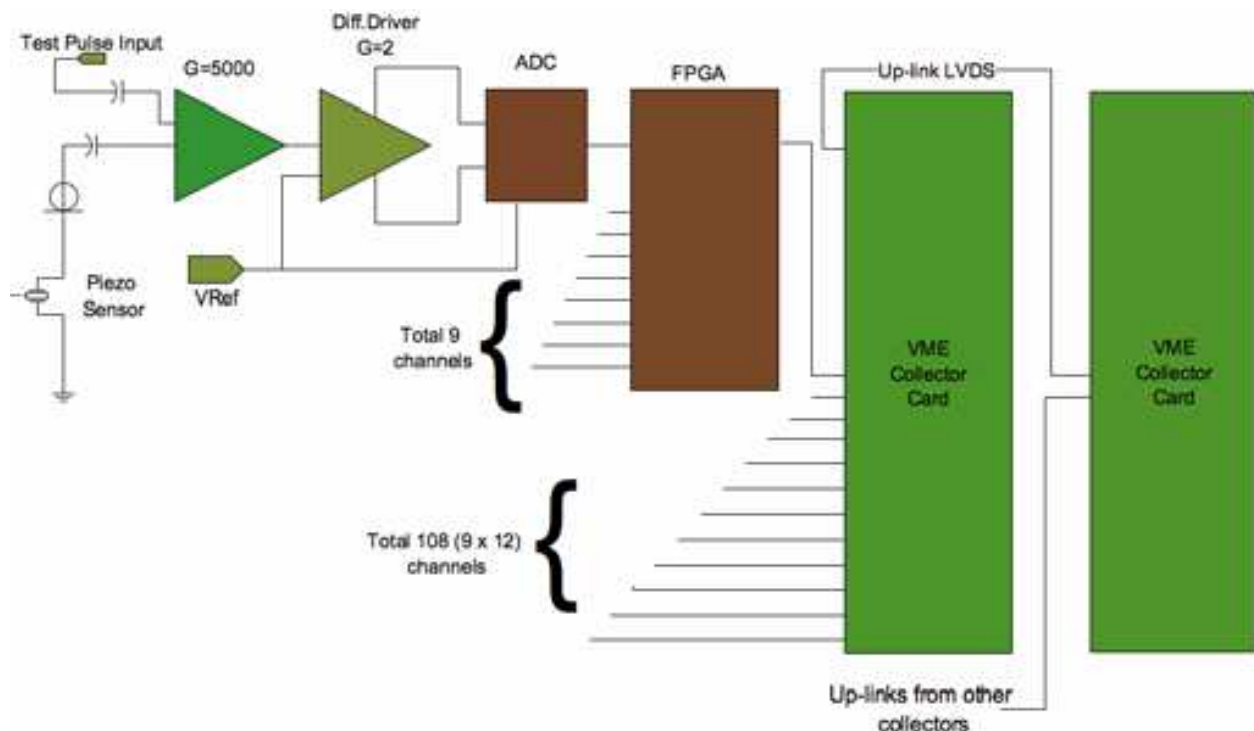 Diff.Driver
G=2
Test Pulse Input
G=5000
ADC
FPGA
Up-link LVDS
Piezo
Sensor
VRef
Total 9
channels
VME
Collector
Card
VME
Collector
Card
Total 108 (9 x 12)
channels
Up-links from other
collectors